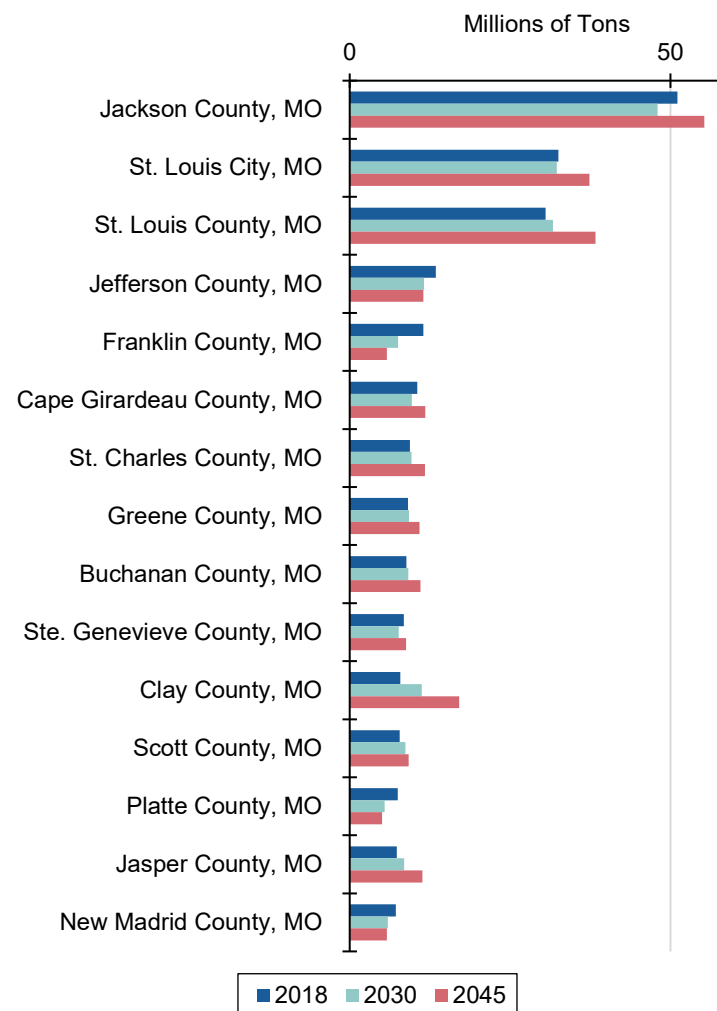 Millions of Tons
0 50
Jackson County, MO
St. Louis City, MO
St. Louis County, MO
Jefferson County, MO
Franklin County, MO
Cape Girardeau County, MO
St. Charles County, MO
Greene County, MO
Buchanan County, MO
Ste. Genevieve County, MO
Clay County, MO
Scott County, MO
Platte County, MO
Jasper County, MO
New Madrid County, MO
2018 2030 2045